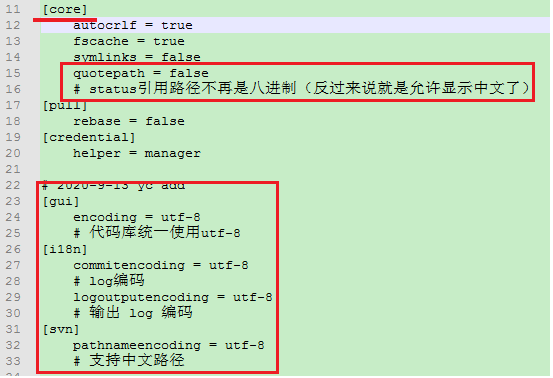 11 [core]
12 autocrlf = true
13 fscache = true
14 symlinks = false
15 quotepath = false
16 # status引用路径不再是八进制（反过来说就是允许显示中文了）
17 [pull]
18 rebase = false
19 [credential]
20 helper = manager
21
22 # 2020-9-13 yc add
23 [gui]
24 encoding = utf-8
25 # 代码库统一使用utf-8
26 [i18n]
27 commitencoding = utf-8
28 # log编码
29 logoutputencoding = utf-8
30 # 输出 log 编码
31 [svn]
32 pathnameencoding = utf-8
33 # 支持中文路径